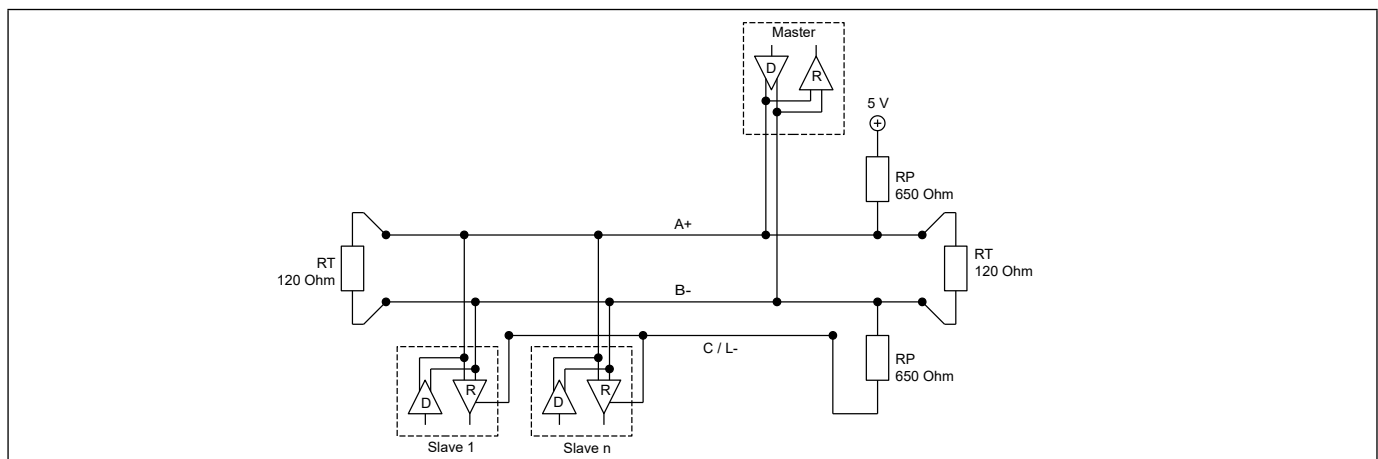 Master
D
R
5 V
RP
650 Ohm
A+
RT
120 Ohm
RT
120 Ohm
B-
C / L-
RP
650 Ohm
D
R
D
R
Slave 1
Slave n